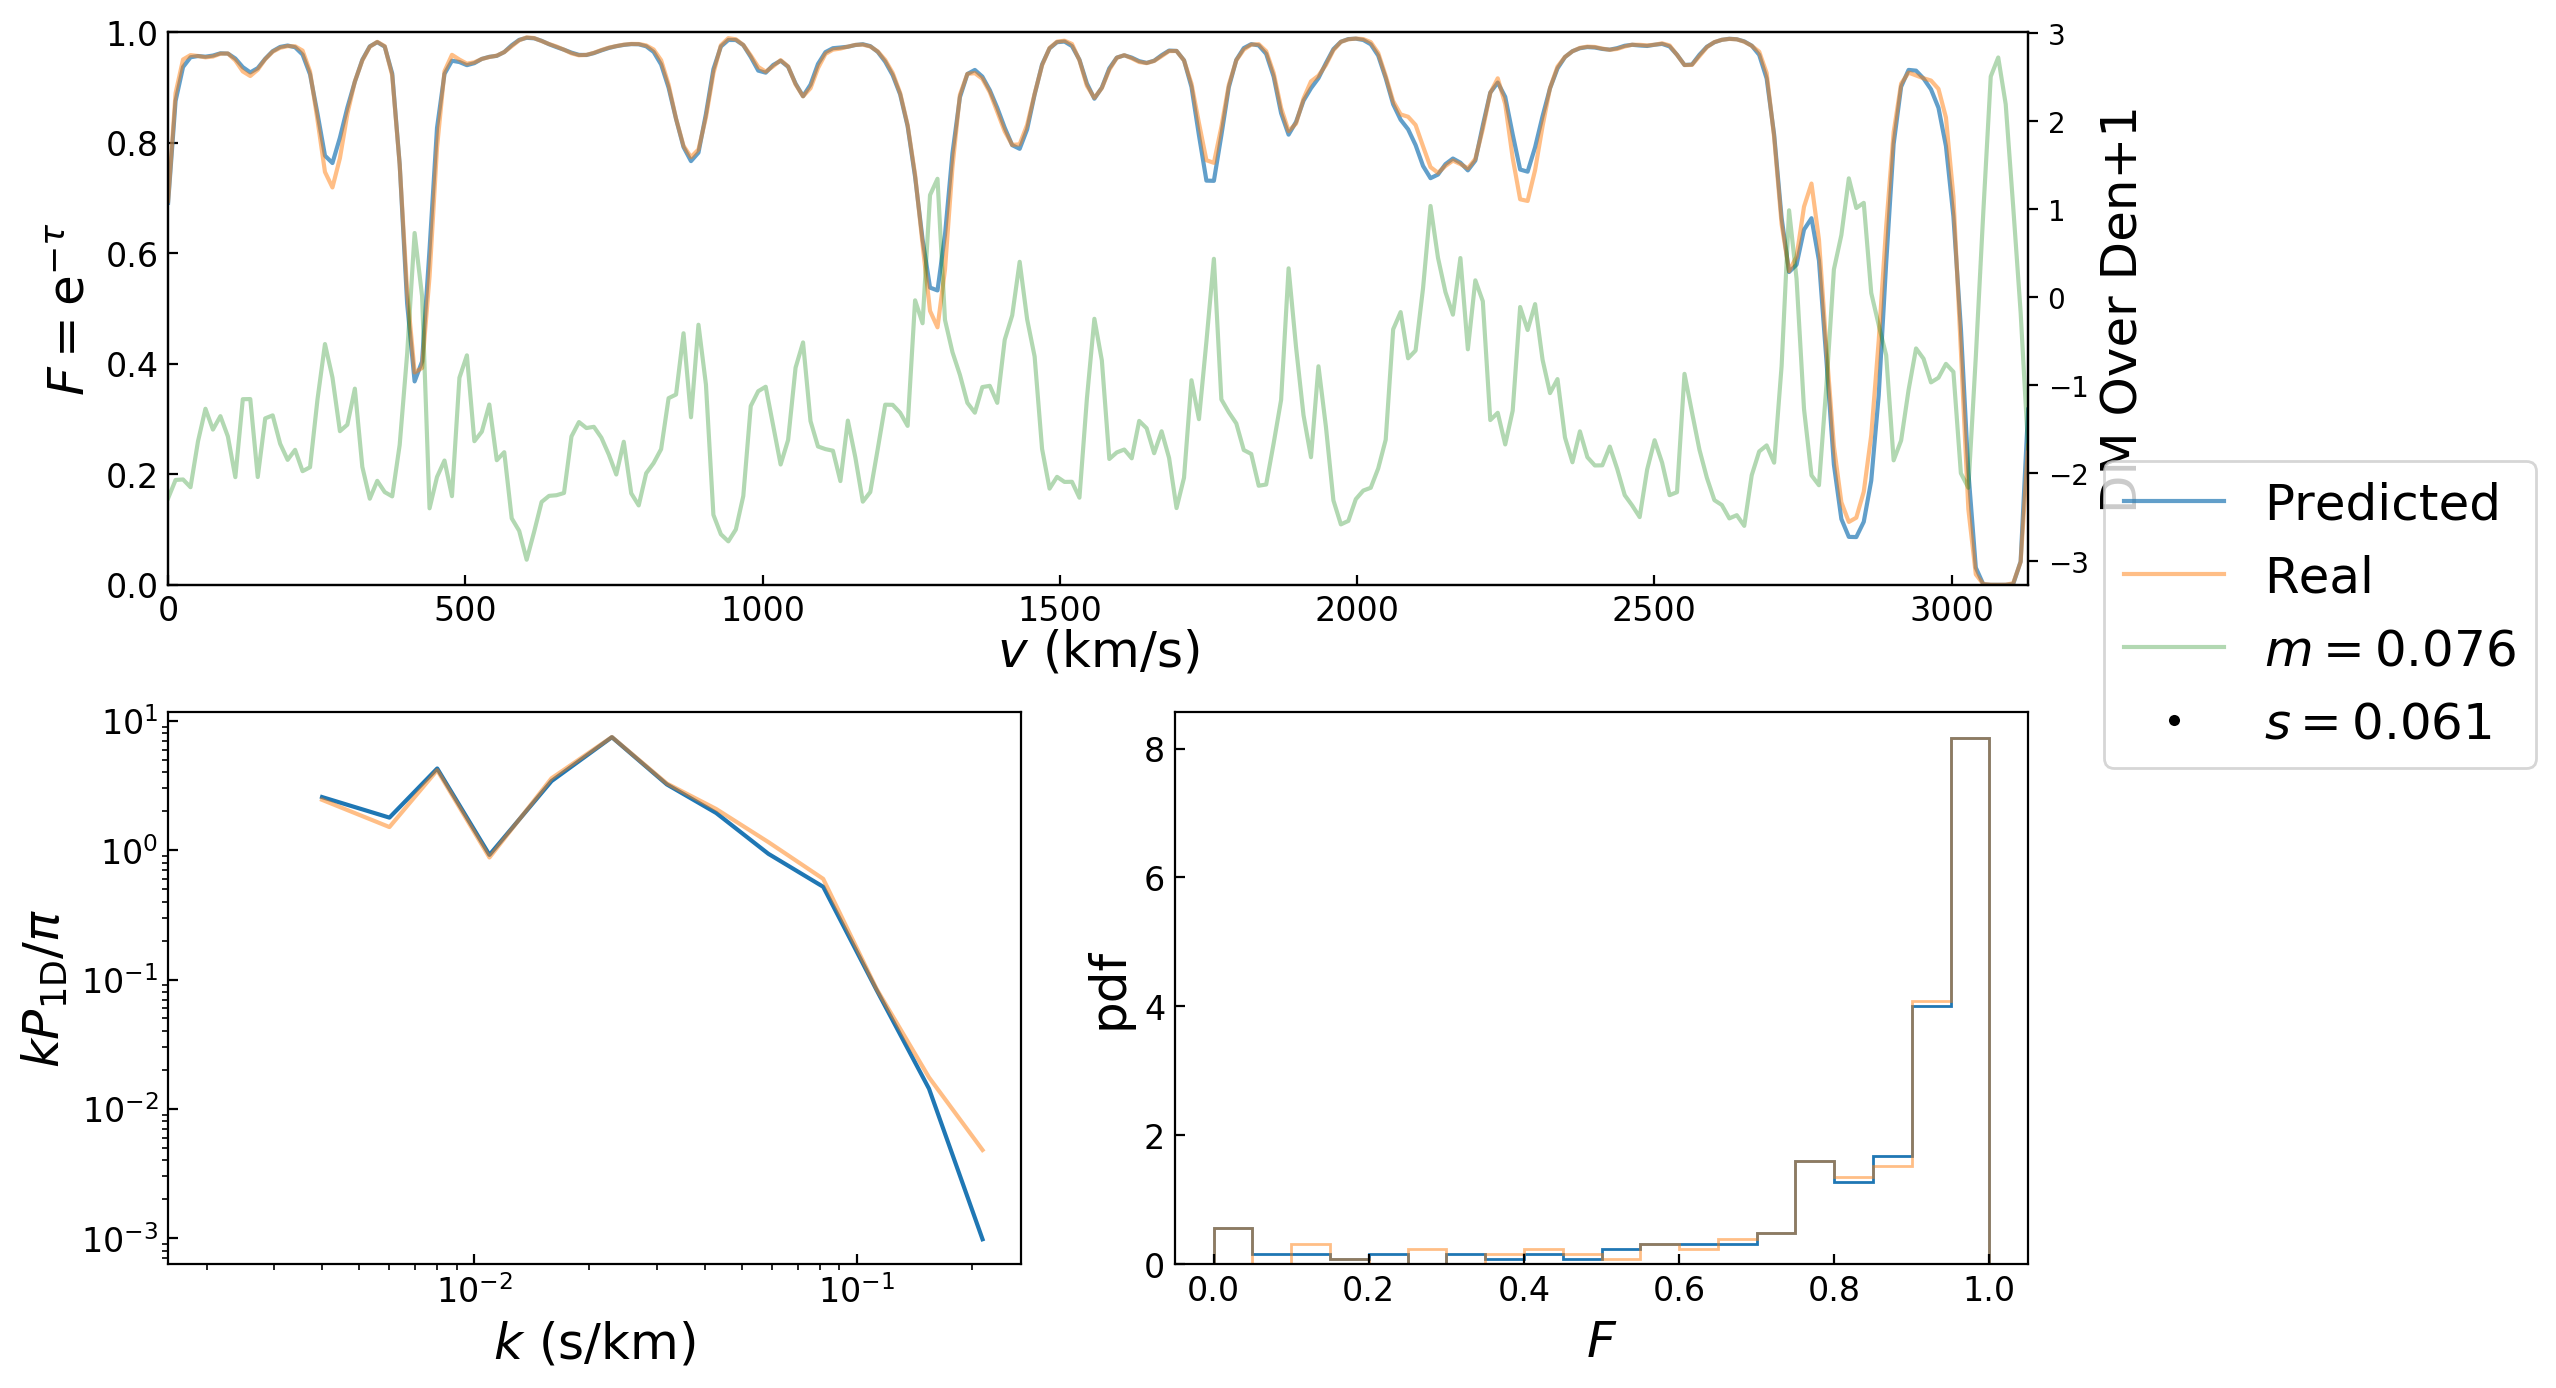 1.0
0.8
0.6
0.4
0.2
0.0
F = e^{-τ}
3
2
1
0
−1
−2
−3
DM Over Den+1
0 500 1000 1500 2000 2500 3000
v (km/s)
Predicted
Real
m = 0.076
s = 0.061
10^1
10^0
10^{−1}
10^{−2}
10^{−3}
kP_{1D}/π
10^{−2} 10^{−1}
k (s/km)
8
6
4
2
0
pdf
0.0 0.2 0.4 0.6 0.8 1.0
F